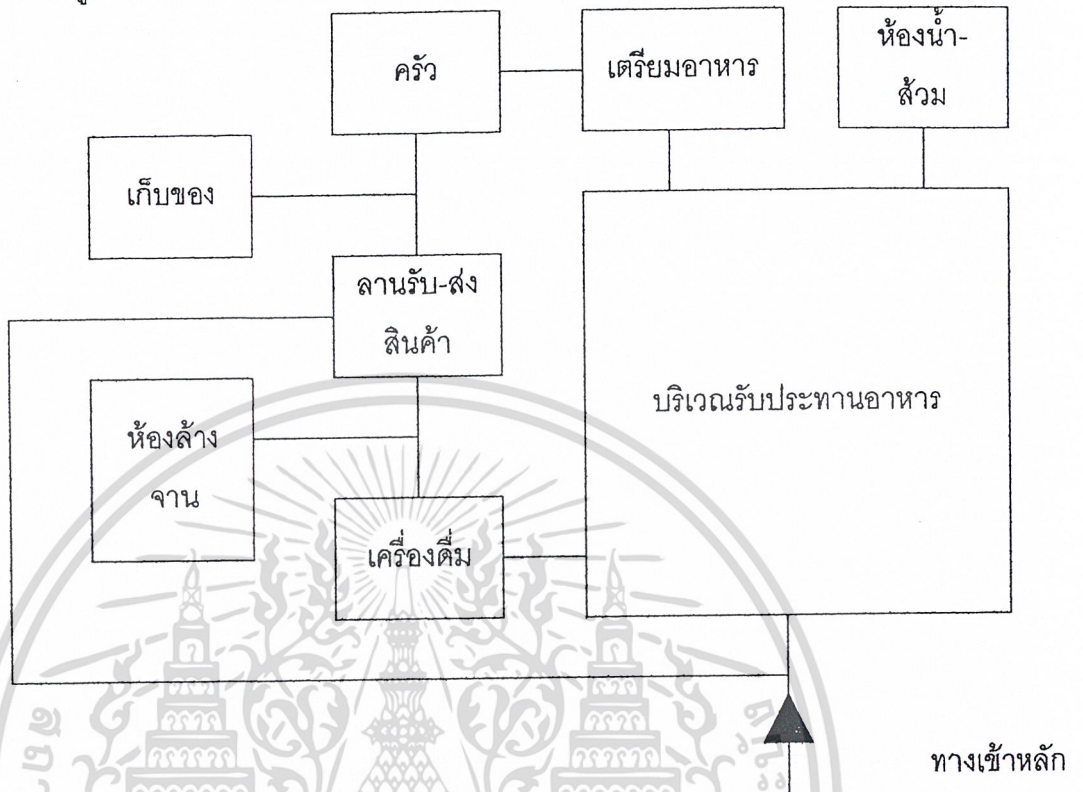 ครัว
เตรียมอาหาร
ห้องน้ำ-
ส้วม
เก็บของ
ลานรับ-ส่ง
สินค้า
บริเวณรับประทานอาหาร
ห้องล้าง
จาน
เครื่องดื่ม
ทางเข้าหลัก